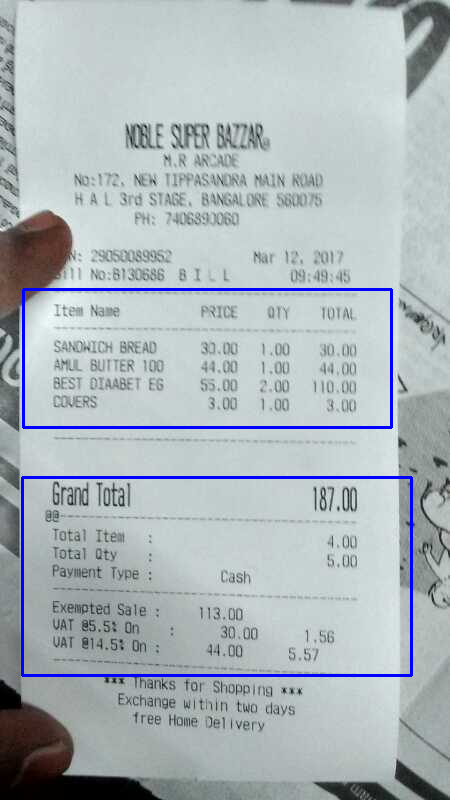 NOBLE SUPER BAZZAR@
M.R ARCADE
No:172, NEW TIPPASANDRA MAIN ROAD
H A L 3rd STAGE, BANGALORE 560075
PH: 7406890060
N: 29050089952 Mar 12, 2017
Bill No:B130686 B I L L 09:49:45
Item Name PRICE QTY TOTAL
SANDWICH BREAD 30.00 1.00 30.00
AMUL BUTTER 100 44.00 1.00 44.00
BEST DIAABET EG 55.00 2.00 110.00
COVERS 3.00 1.00 3.00
Grand Total 187.00
@@
Total Item : 4.00
Total Qty : 5.00
Payment Type : Cash
Exempted Sale : 113.00
VAT @5.5% On : 30.00 1.56
VAT @14.5% On : 44.00 5.57
*** Thanks for Shopping ***
Exchange within two days
free Home Delivery